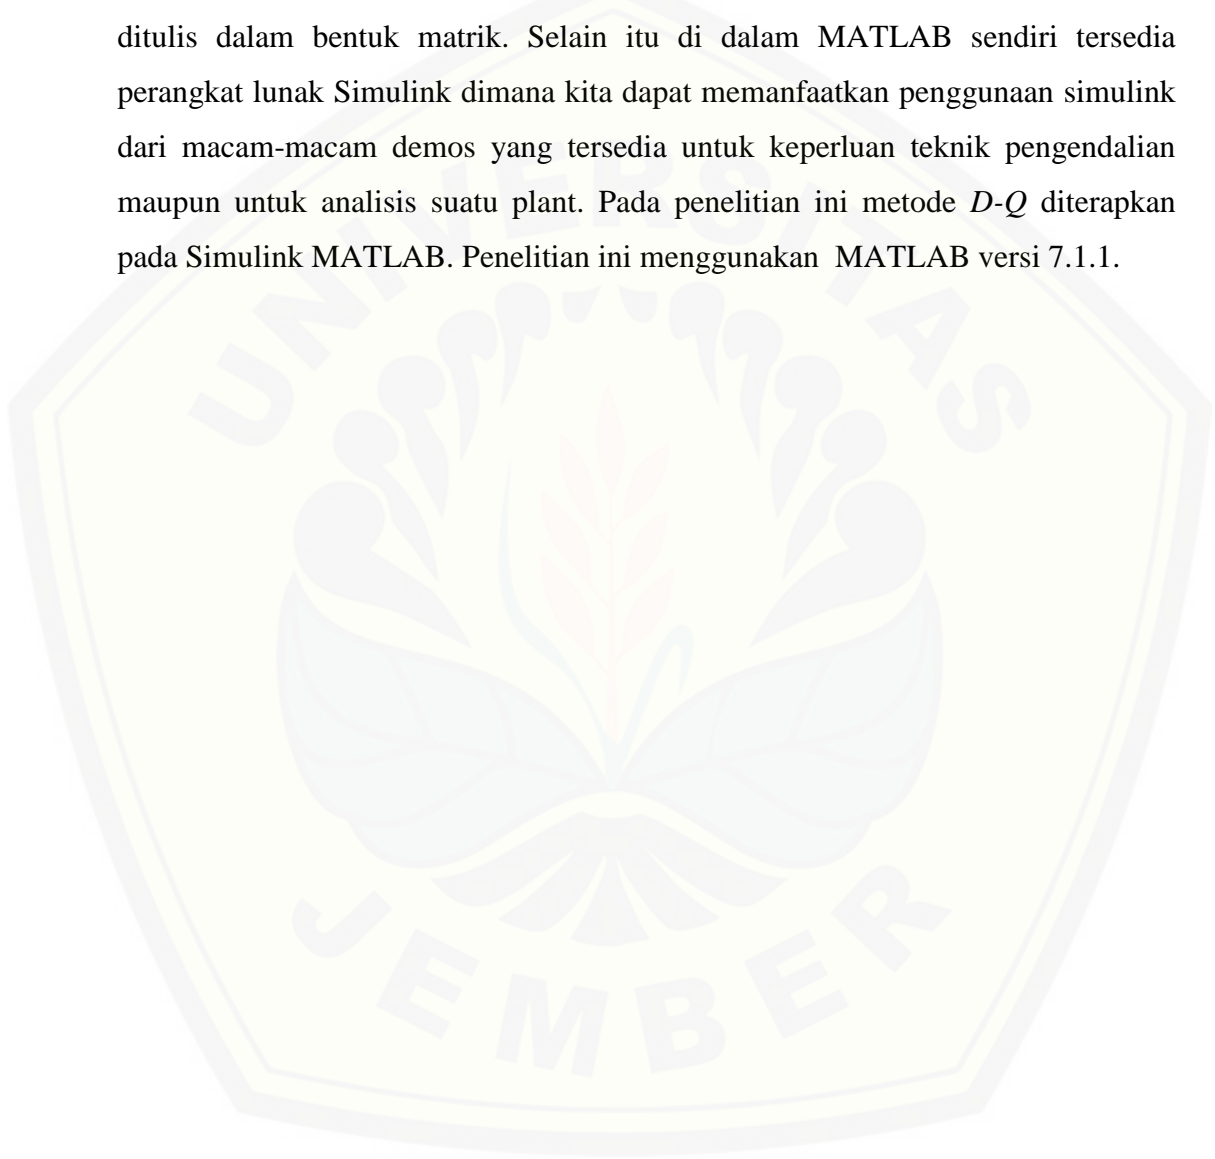 ditulis dalam bentuk matrik. Selain itu di dalam MATLAB sendiri tersedia
perangkat lunak Simulink dimana kita dapat memanfaatkan penggunaan simulink
dari macam-macam demos yang tersedia untuk keperluan teknik pengendalian
maupun untuk analisis suatu plant. Pada penelitian ini metode D-Q diterapkan
pada Simulink MATLAB. Penelitian ini menggunakan  MATLAB versi 7.1.1.
UNIVERSITAS
JEMBER